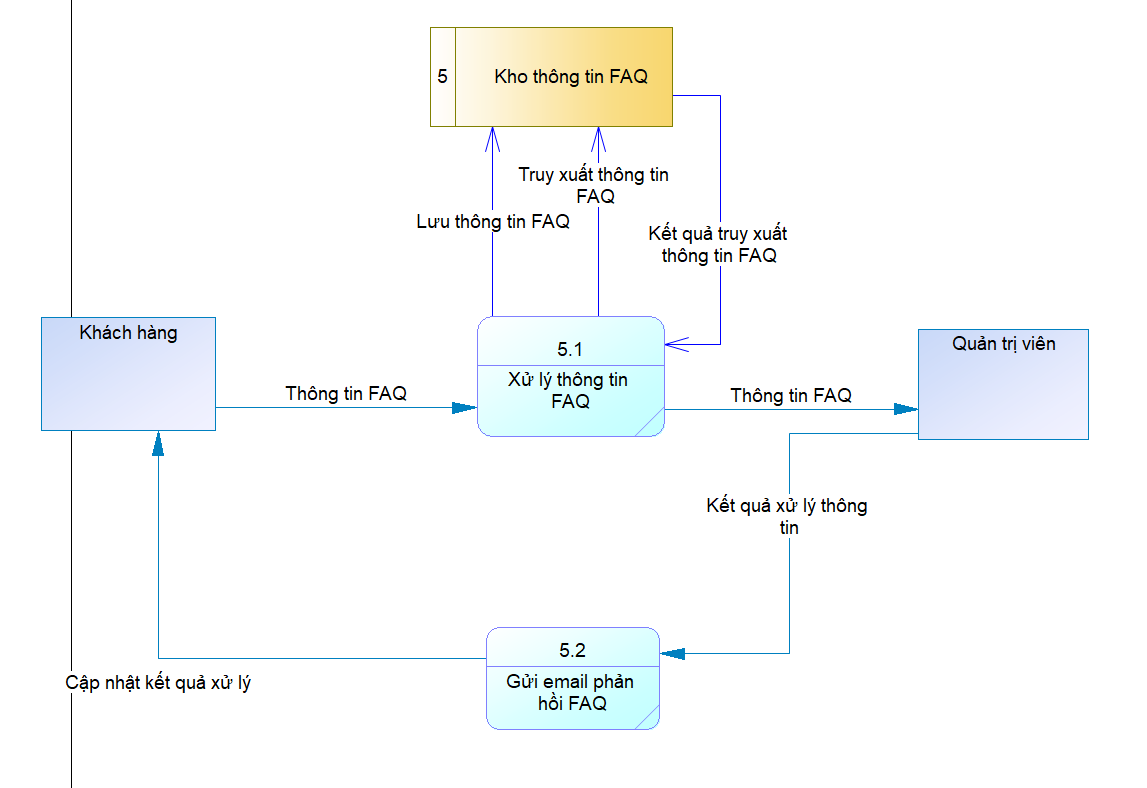 5
Kho thông tin FAQ
Truy xuất thông tin
FAQ
Lưu thông tin FAQ
Kết quả truy xuất
thông tin FAQ
Khách hàng
5.1
Xử lý thông tin
FAQ
Quản trị viên
Thông tin FAQ
Thông tin FAQ
Kết quả xử lý thông
tin
5.2
Gửi email phản
hồi FAQ
Cập nhật kết quả xử lý